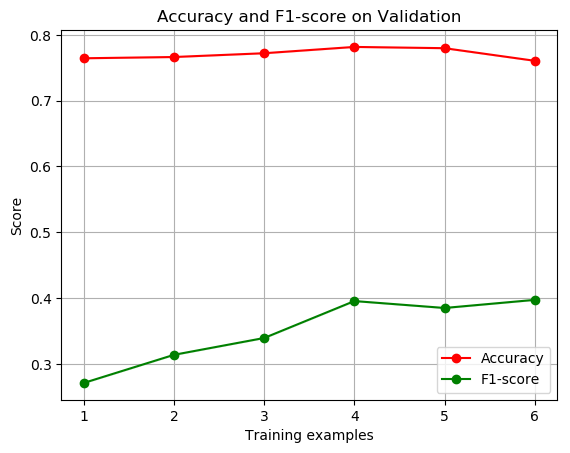 Accuracy and F1-score on Validation
0.8
0.7
0.6
0.5
0.4
0.3
Score
1 2 3 4 5 6
Training examples
Accuracy
F1-score